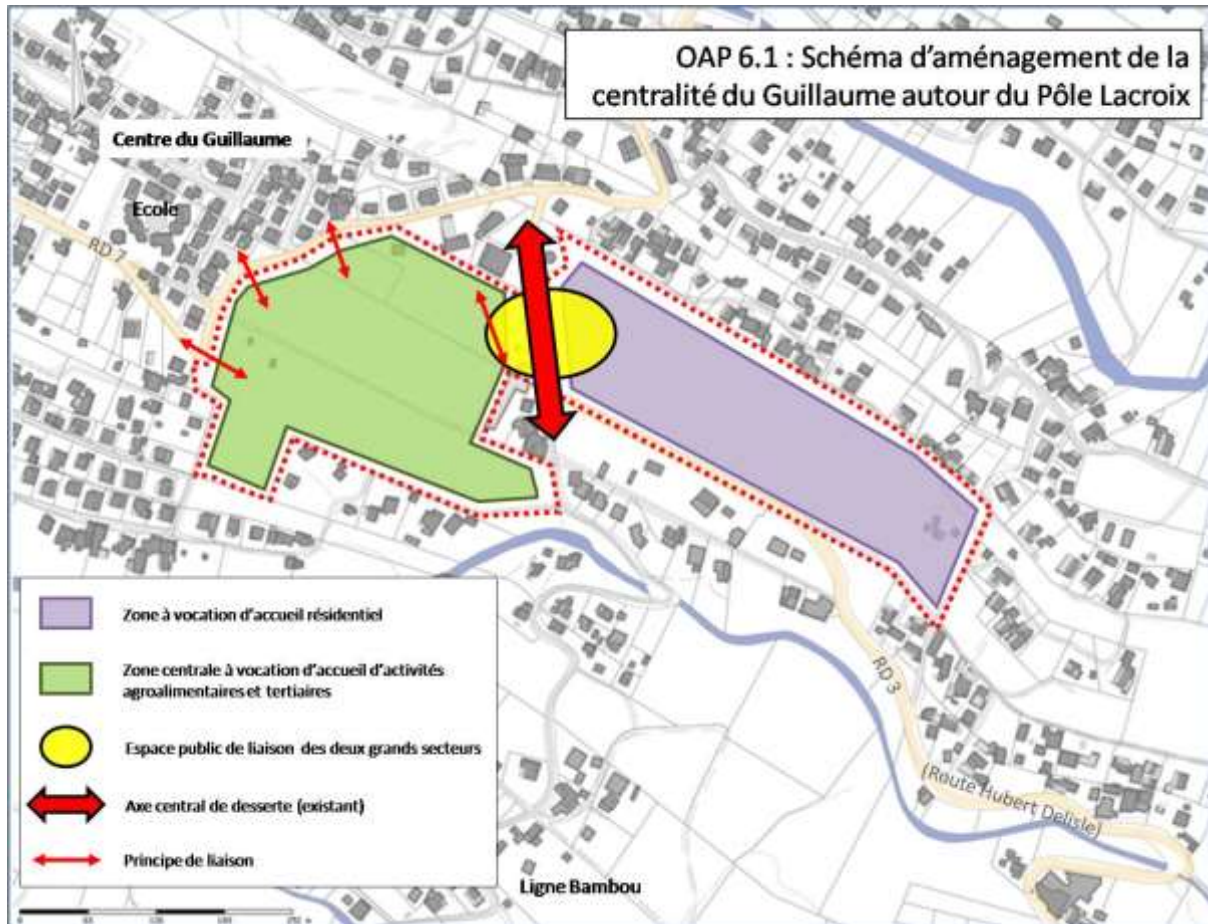 OAP 6.1 : Schéma d'aménagement de la
centralité du Guillaume autour du Pôle Lacroix
Centre du Guillaume
Ecole
RD 7
RD 3
(Route Hubert Delisle)
Ligne Bambou
Zone à vocation d'accueil résidentiel
Zone centrale à vocation d'accueil d'activités
agroalimentaires et tertiaires
Espace public de liaison des deux grands secteurs
Axe central de desserte (existant)
Principe de liaison